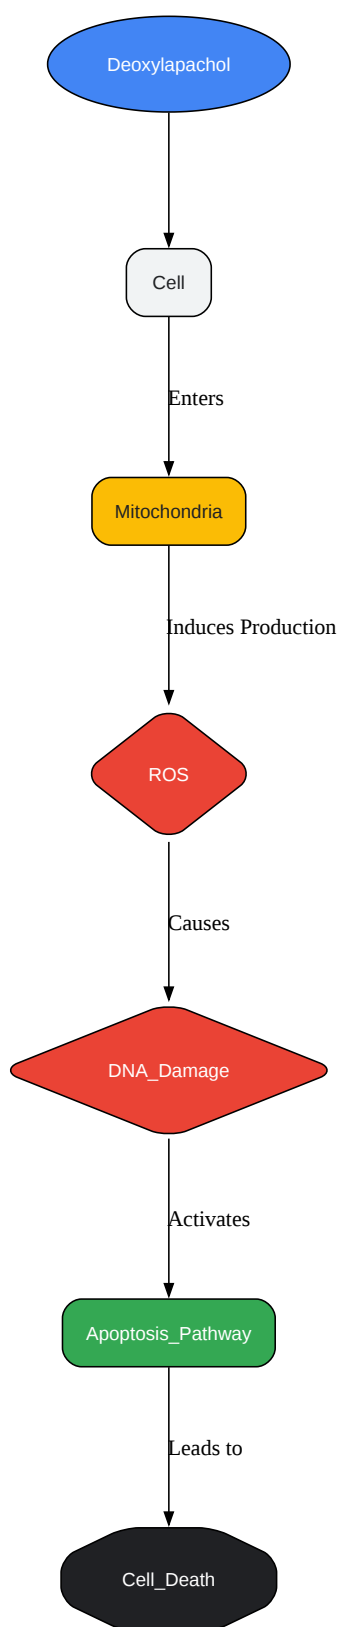 Deoxylapachol
Cell
Enters
Mitochondria
Induces Production
ROS
Causes
DNA_Damage
Activates
Apoptosis_Pathway
Leads to
Cell_Death